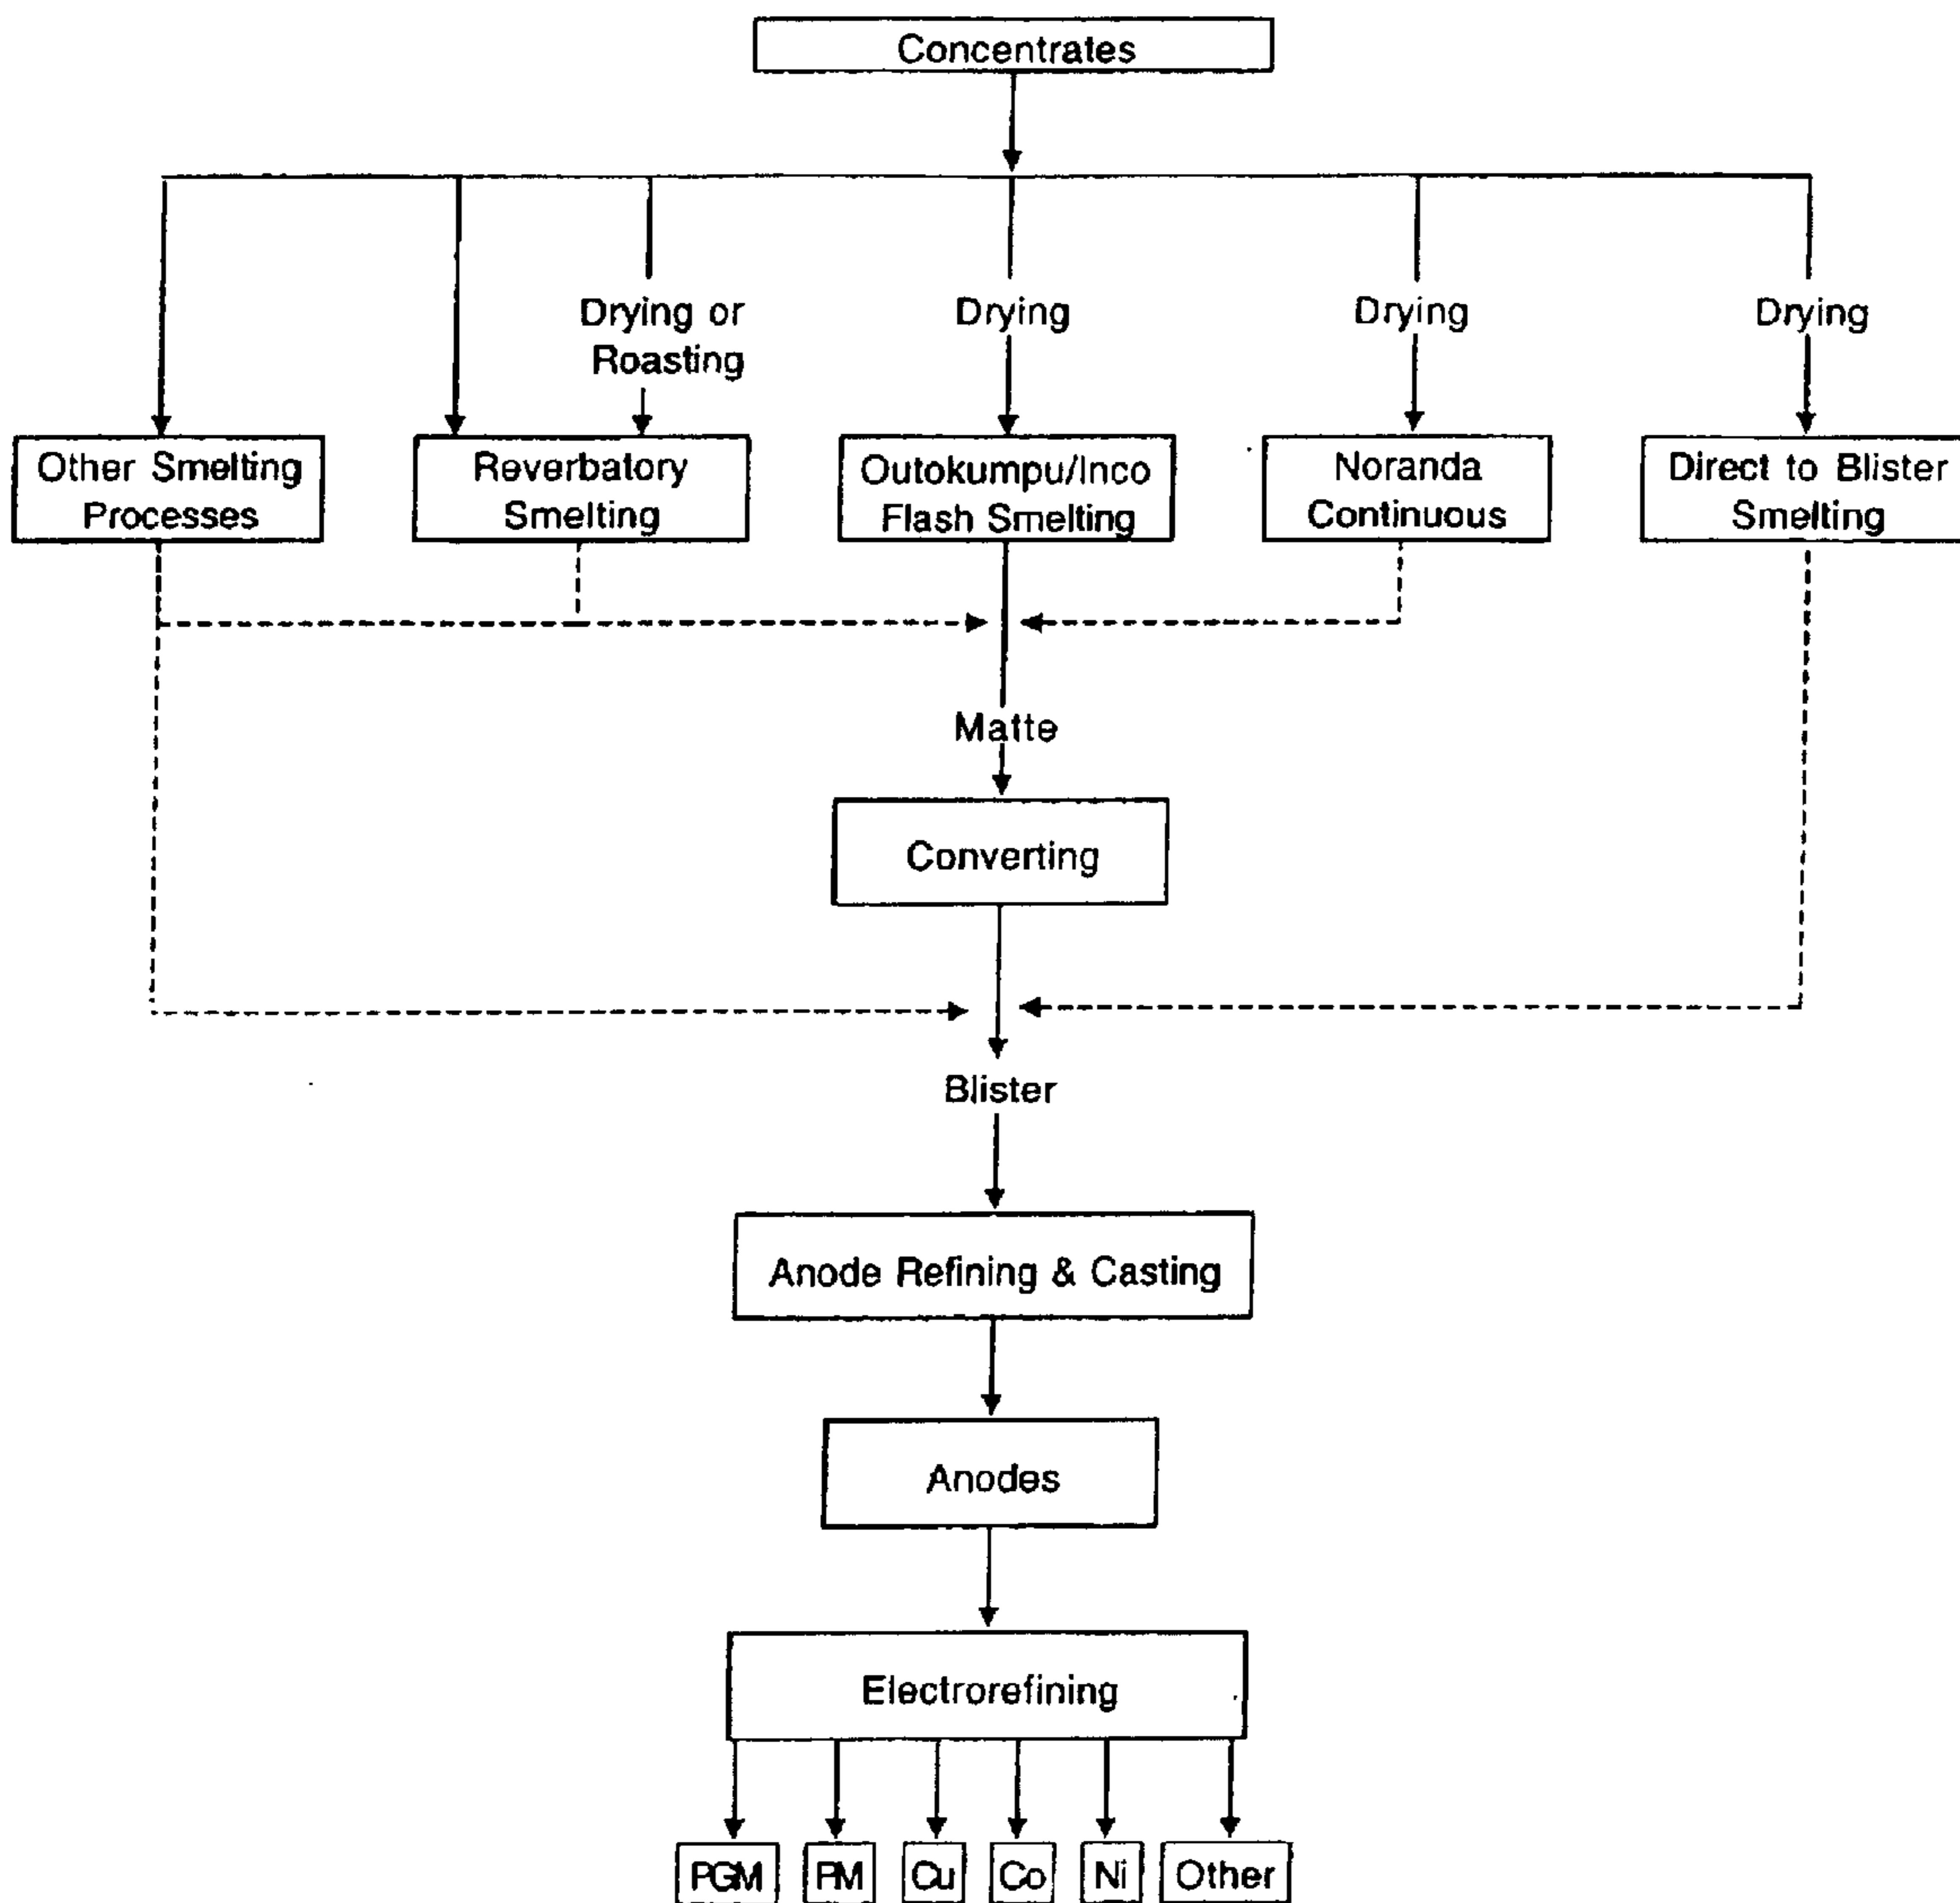 Concentrates
Drying or
Roasting
Drying
Drying
Drying
Other Smelting
Processes
Reverbatory
Smelting
Outokumpu/Inco
Flash Smelting
Noranda
Continuous
Direct to Blister
Smelting
Matte
Converting
Blister
Anode Refining & Casting
Anodes
Electrorefining
PGM
PM
Cu
Co
Ni
Other